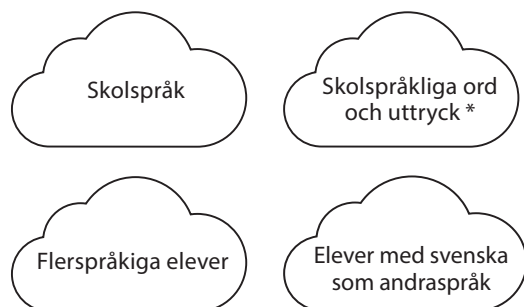 Skolspråk
Skolspråkliga ord
och uttryck *
Flerspråkiga elever
Elever med svenska
som andraspråk